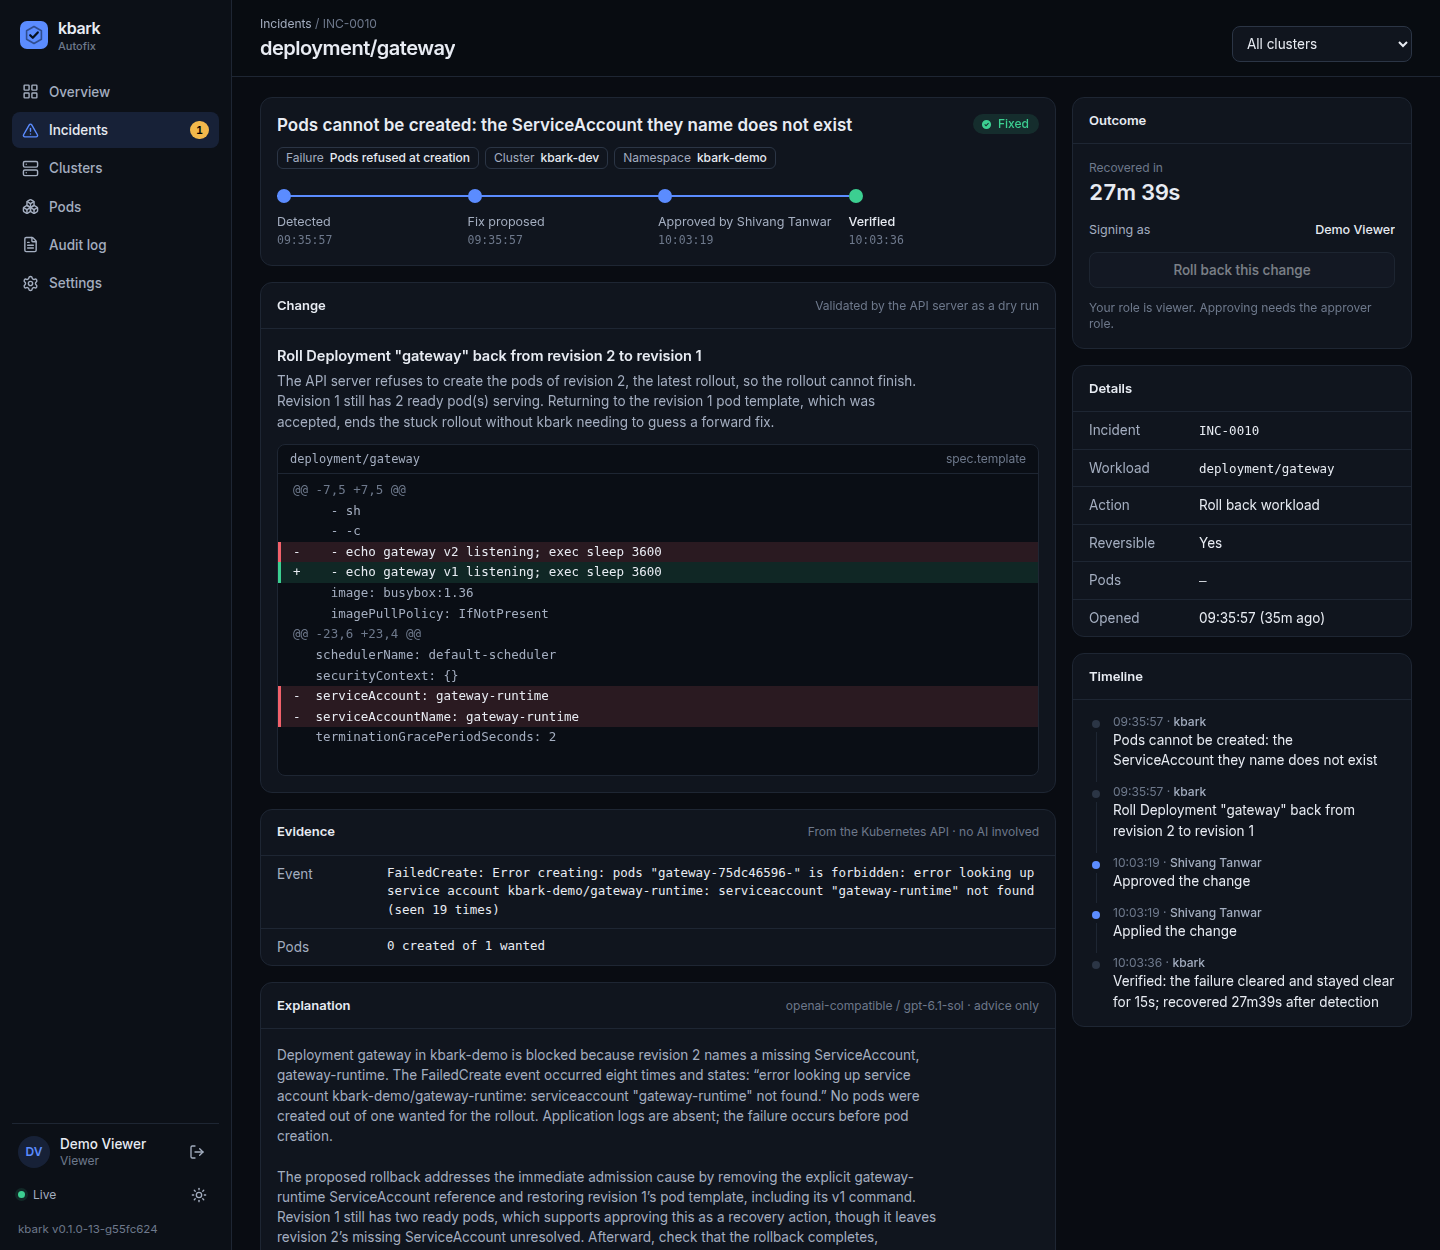 kbark
Autofix
Overview
Incidents 1
Clusters
Pods
Audit log
Settings
DV Demo Viewer
Viewer
Live
kbark v0.1.0-13-g55fc624
Incidents / INC-0010
deployment/gateway
All clusters
Pods cannot be created: the ServiceAccount they name does not exist
Fixed
Failure Pods refused at creation Cluster kbark-dev Namespace kbark-demo
Detected Fix proposed Approved by Shivang Tanwar Verified
09:35:57 09:35:57 10:03:19 10:03:36
Change Validated by the API server as a dry run
Roll Deployment "gateway" back from revision 2 to revision 1
The API server refuses to create the pods of revision 2, the latest rollout, so the rollout cannot finish.
Revision 1 still has 2 ready pod(s) serving. Returning to the revision 1 pod template, which was
accepted, ends the stuck rollout without kbark needing to guess a forward fix.
deployment/gateway spec.template
@@ -7,5 +7,5 @@
- sh
- -c
- - echo gateway v2 listening; exec sleep 3600
+ - echo gateway v1 listening; exec sleep 3600
image: busybox:1.36
imagePullPolicy: IfNotPresent
@@ -23,6 +23,4 @@
schedulerName: default-scheduler
securityContext: {}
- serviceAccount: gateway-runtime
- serviceAccountName: gateway-runtime
terminationGracePeriodSeconds: 2
Evidence From the Kubernetes API · no AI involved
Event FailedCreate: Error creating: pods "gateway-75dc46596-" is forbidden: error looking up
service account kbark-demo/gateway-runtime: serviceaccount "gateway-runtime" not found
(seen 19 times)
Pods 0 created of 1 wanted
Explanation openai-compatible / gpt-6.1-sol · advice only
Deployment gateway in kbark-demo is blocked because revision 2 names a missing ServiceAccount,
gateway-runtime. The FailedCreate event occurred eight times and states: “error looking up service
account kbark-demo/gateway-runtime: serviceaccount "gateway-runtime" not found.” No pods were
created out of one wanted for the rollout. Application logs are absent; the failure occurs before pod
creation.
The proposed rollback addresses the immediate admission cause by removing the explicit gateway-
runtime ServiceAccount reference and restoring revision 1’s pod template, including its v1 command.
Revision 1 still has two ready pods, which supports approving this as a recovery action, though it leaves
revision 2’s missing ServiceAccount unresolved. Afterward, check that the rollback completes,
Outcome
Recovered in
27m 39s
Signing as Demo Viewer
Roll back this change
Your role is viewer. Approving needs the approver
role.
Details
Incident INC-0010
Workload deployment/gateway
Action Roll back workload
Reversible Yes
Pods –
Opened 09:35:57 (35m ago)
Timeline
09:35:57 · kbark
Pods cannot be created: the
ServiceAccount they name does not exist
09:35:57 · kbark
Roll Deployment "gateway" back from
revision 2 to revision 1
10:03:19 · Shivang Tanwar
Approved the change
10:03:19 · Shivang Tanwar
Applied the change
10:03:36 · kbark
Verified: the failure cleared and stayed clear
for 15s; recovered 27m39s after detection